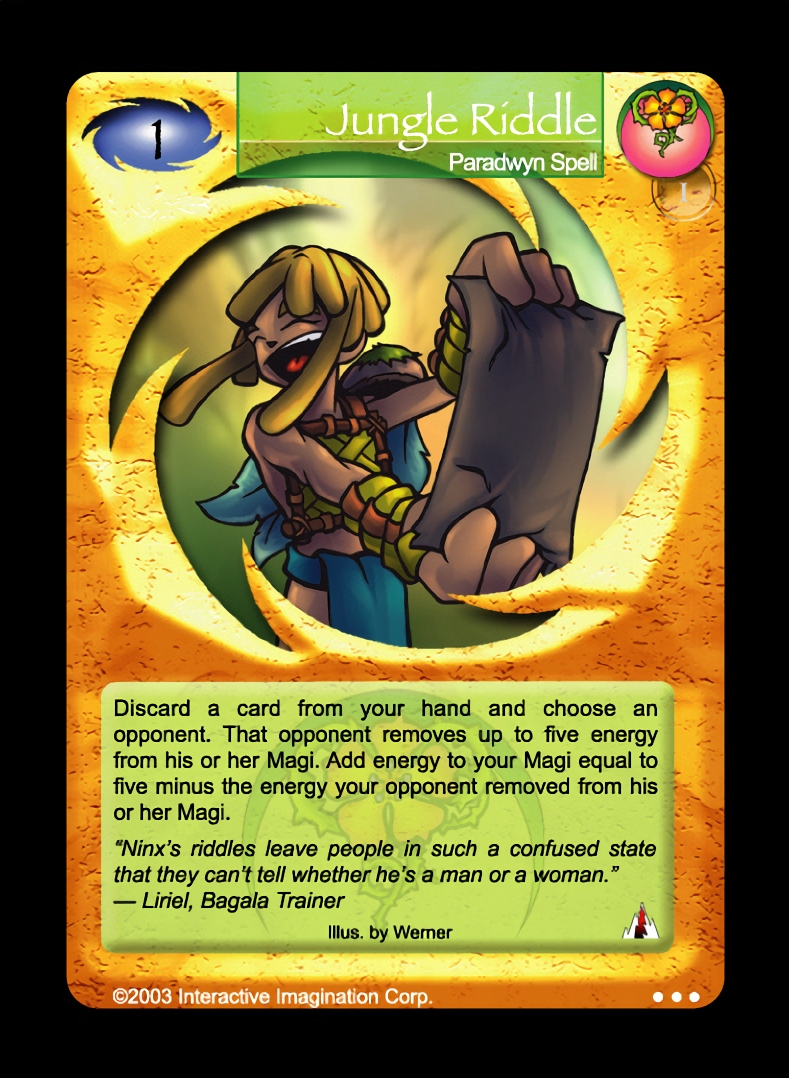 1
Jungle Riddle
Paradwyn Spell
1
Discard a card from your hand and choose an
opponent. That opponent removes up to five energy
from his or her Magi. Add energy to your Magi equal to
five minus the energy your opponent removed from his
or her Magi.
“Ninx’s riddles leave people in such a confused state
that they can’t tell whether he’s a man or a woman.”
— Liriel, Bagala Trainer
Illus. by Werner
©2003 Interactive Imagination Corp.